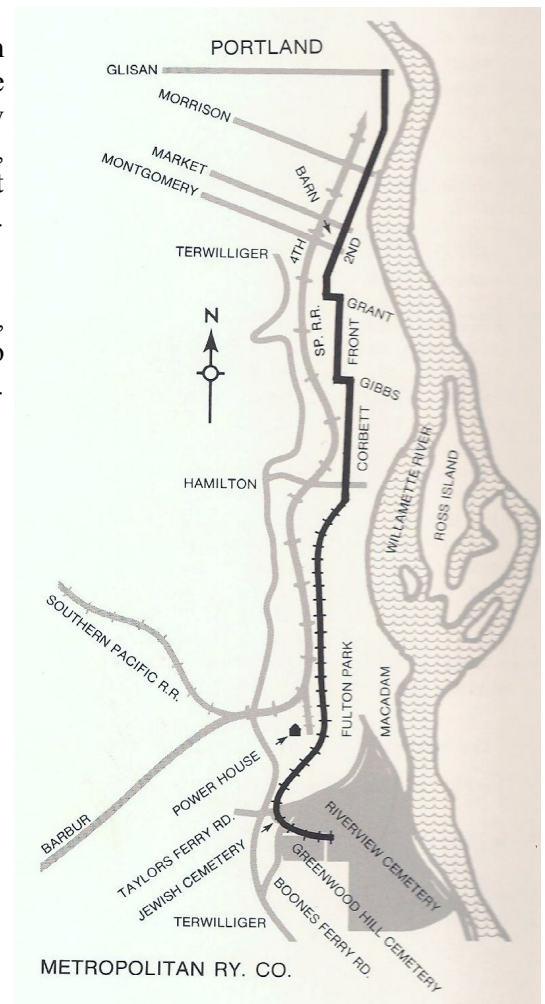 PORTLAND
GLISAN
MORRISON
MARKET
MONTGOMERY
BARN
TERWILLIGER
4TH
2ND
N
SP. R.R.
GRANT
FRONT
GIBBS
CORBETT
HAMILTON
WILLAMETTE RIVER
ROSS ISLAND
SOUTHERN PACIFIC R.R.
FULTON PARK
MACADAM
POWER HOUSE
BARBUR
TAYLORS FERRY RD.
JEWISH CEMETERY
RIVERVIEW CEMETERY
GREENWOOD HILL CEMETERY
BOONES FERRY RD.
TERWILLIGER
METROPOLITAN RY. CO.